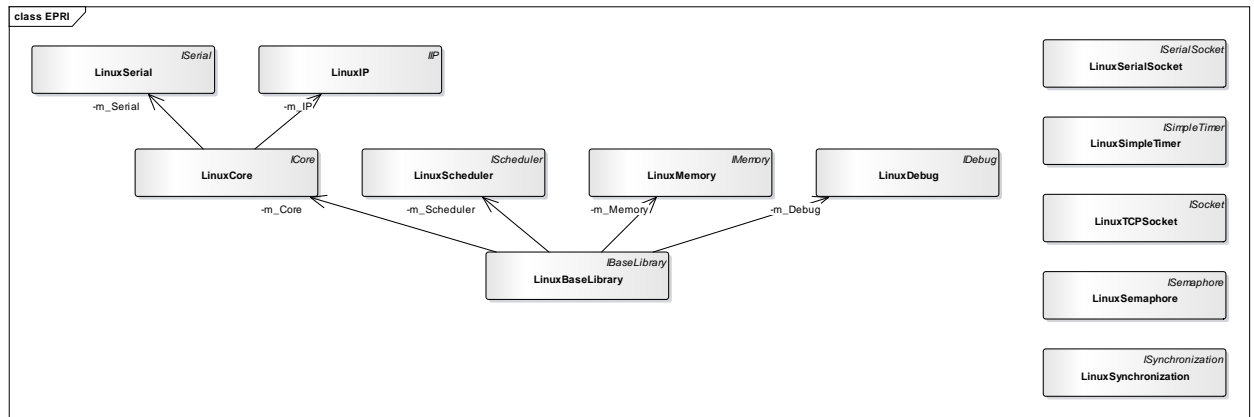 class EPRI
ISerial
LinuxSerial
IIP
LinuxIP
ISerialSocket
LinuxSerialSocket
-m_Serial
-m_IP
ISimpleTimer
LinuxSimpleTimer
ICore
LinuxCore
IScheduler
LinuxScheduler
IMemory
LinuxMemory
IDebug
LinuxDebug
-m_Core
-m_Scheduler
-m_Memory
-m_Debug
ISocket
LinuxTCPSocket
IBaseLibrary
LinuxBaseLibrary
ISemaphore
LinuxSemaphore
ISynchronization
LinuxSynchronization